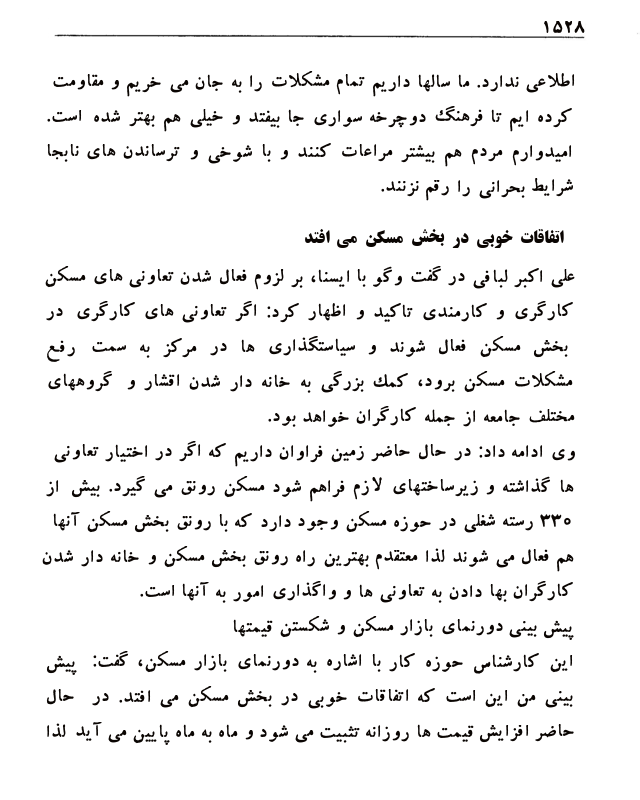 ۱۵۲۸
اطلاعی ندارد. ما سالها داریم تمام مشکلات را به جان می خریم و مقاومت
کرده ایم تا فرهنگ دوچرخه سواری جا بیفتد و خیلی هم بهتر شده است.
امیدوارم مردم هم بیشتر مراعات کنند و با شوخی و ترساندن های نابجا
شرایط بحرانی را رقم نزنند.
اتفاقات خوبی در بخش مسکن می افتد
علی اکبر لبافی در گفت وگو با ایسنا، بر لزوم فعال شدن تعاونی های مسکن
کارگری و کارمندی تاکید و اظهار کرد: اگر تعاونی های کارگری در
بخش مسکن فعال شوند و سیاستگذاری ها در مرکز به سمت رفع
مشکلات مسکن برود، کمک بزرگی به خانه دار شدن اقشار و گروههای
مختلف جامعه از جمله کارگران خواهد بود.
وی ادامه داد: در حال حاضر زمین فراوان داریم که اگر در اختیار تعاونی
ها گذاشته و زیرساختهای لازم فراهم شود مسکن رونق می گیرد. بیش از
۳۳۰ رسته شغلی در حوزه مسکن وجود دارد که با رونق بخش مسکن آنها
هم فعال می شوند لذا معتقدم بهترین راه رونق بخش مسکن و خانه دار شدن
کارگران بها دادن به تعاونی ها و واگذاری امور به آنها است.
پیش بینی دورنمای بازار مسکن و شکستن قیمتها
این کارشناس حوزه کار با اشاره به دورنمای بازار مسکن، گفت: پیش
بینی من این است که اتفاقات خوبی در بخش مسکن می افتد. در حال
حاضر افزایش قیمت ها روزانه تثبیت می شود و ماه به ماه پایین می آید لذا